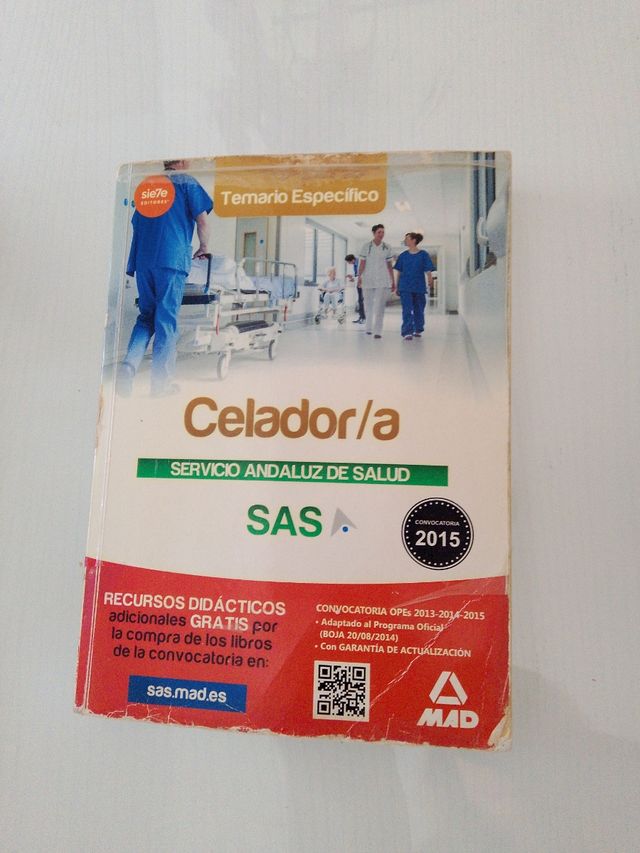 sie7e
EDITORES
Temario Específico
Celador/a
SERVICIO ANDALUZ DE SALUD
SAS
CONVOCATORIA
2015
RECURSOS DIDÁCTICOS
adicionales GRATIS por
la compra de los libros
de la convocatoria en:
sas.mad.es
CONVOCATORIA OPEs 2013-2014-2015
• Adaptado al Programa Oficial
(BOJA 20/08/2014)
• Con GARANTÍA DE ACTUALIZACIÓN
MAD